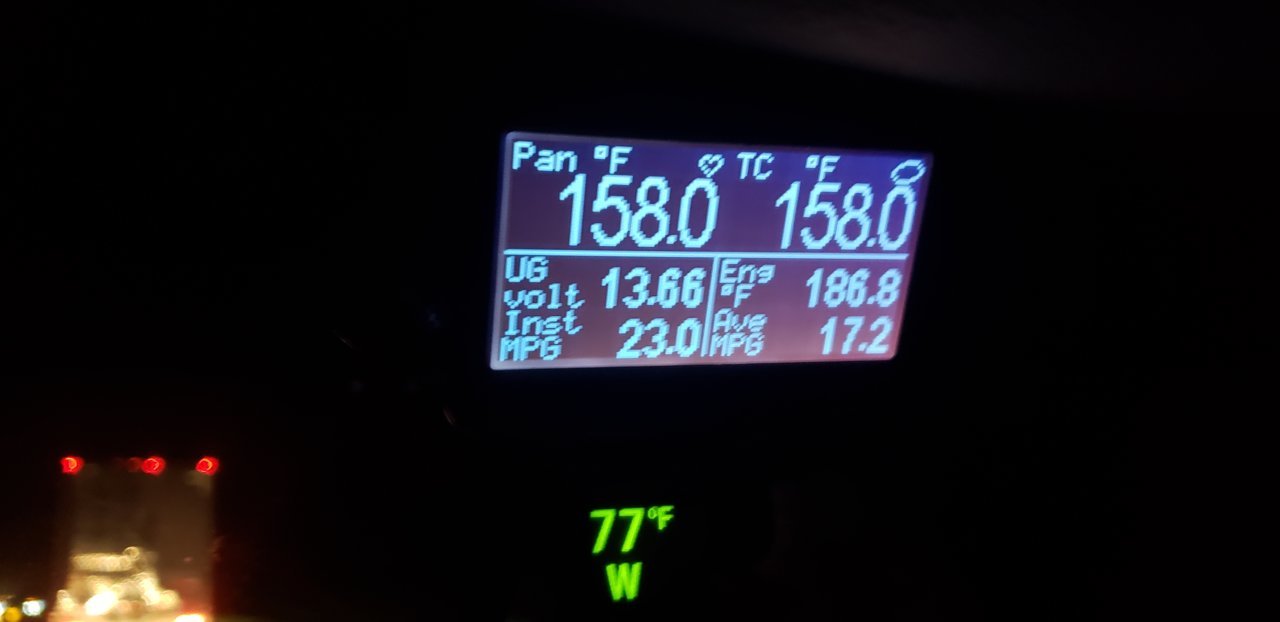 Pan °F TC °F
158.0 158.0
UG volt 13.66 Eng °F 186.8
Inst MPG 23.0 Ave MPG 17.2
77°F
W